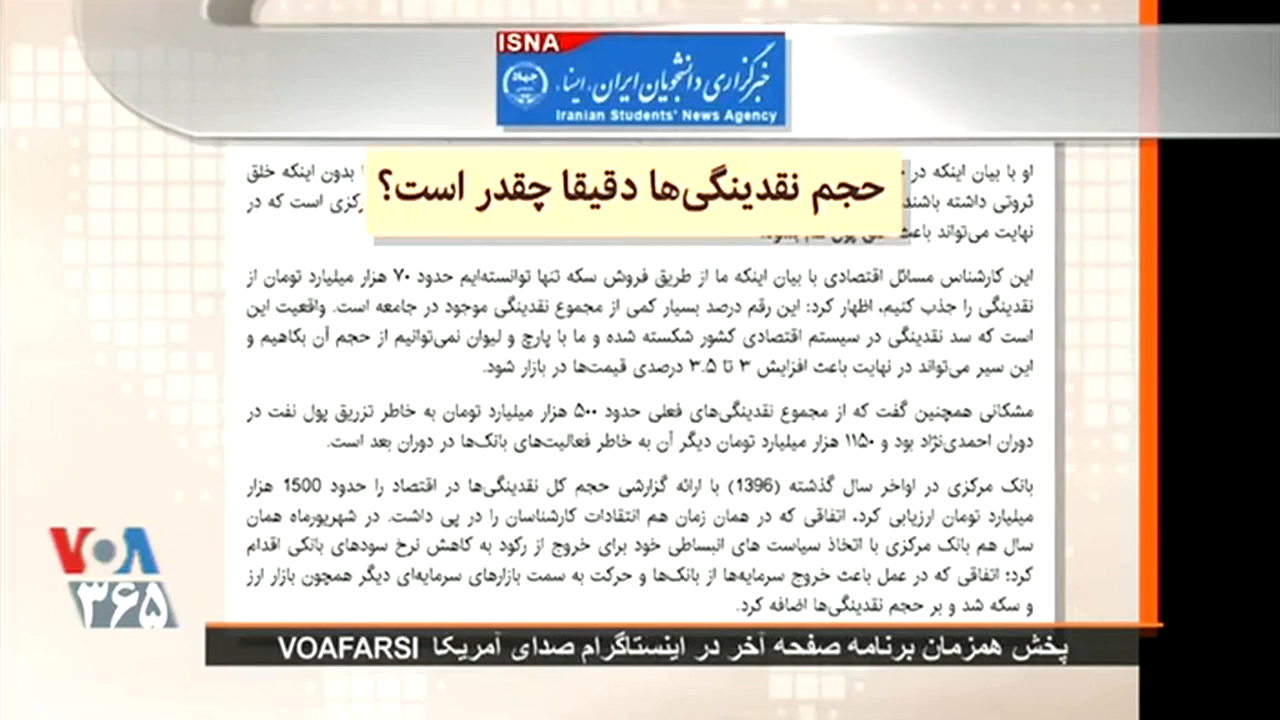 ISNA
خبرگزاری دانشجویان ایران، ایسنا،
Iranian Students' News Agency
حجم نقدینگی‌ها دقیقا چقدر است؟
او با بیان اینکه در بدون اینکه خلق
ثروتی داشته باشند رکزی است که در
نهایت می‌تواند باعث
این کارشناس مسائل اقتصادی با بیان اینکه ما از طریق فروش سکه تنها توانسته‌ایم حدود ۷۰ هزار میلیارد تومان از
نقدینگی را جذب کنیم، اظهار کرد: این رقم درصد بسیار کمی از مجموع نقدینگی موجود در جامعه است. واقعیت این
است که سد نقدینگی در سیستم اقتصادی کشور شکسته شده و ما با پارچ و لیوان نمی‌توانیم از حجم آن بکاهیم و
این سیر می‌تواند در نهایت باعث افزایش ۳ تا ۳.۵ درصدی قیمت‌ها در بازار شود.
مشکانی همچنین گفت که از مجموع نقدینگی‌های فعلی حدود ۵۰۰ هزار میلیارد تومان به خاطر تزریق پول نفت در
دوران احمدی‌نژاد بود و ۱۱۵۰ هزار میلیارد تومان دیگر آن به خاطر فعالیت‌های بانک‌ها در دوران بعد است.
بانک مرکزی در اواخر سال گذشته (1396) با ارائه گزارشی حجم کل نقدینگی‌ها در اقتصاد را حدود 1500 هزار
میلیارد تومان ارزیابی کرد، اتفاقی که در همان زمان هم انتقادات کارشناسان را در پی داشت. در شهریورماه همان
سال هم بانک مرکزی با اتخاذ سیاست های انبساطی خود برای خروج از رکود به کاهش نرخ سودهای بانکی اقدام
کرد؛ اتفاقی که در عمل باعث خروج سرمایه‌ها از بانک‌ها و حرکت به سمت بازارهای سرمایه‌ای دیگر همچون بازار ارز
و سکه شد و بر حجم نقدینگی‌ها اضافه کرد.
VOA
۳۶۵
پخش همزمان برنامه صفحه آخر در اینستاگرام صدای آمریکا VOAFARSI